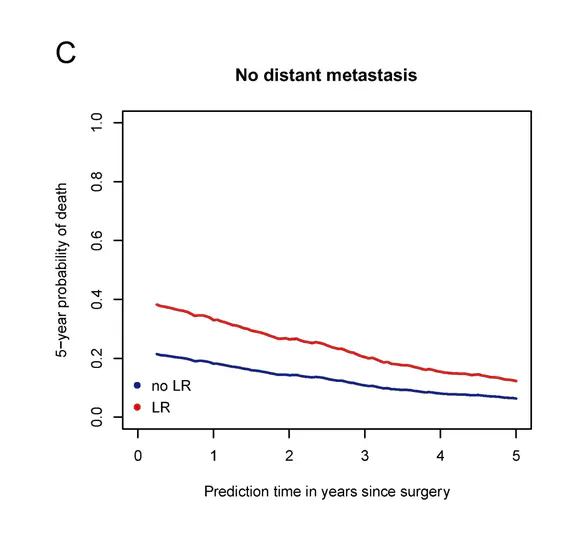 C
No distant metastasis
5−year probability of death
1.0
0.8
0.6
0.4
0.2
0.0
no LR
LR
0 1 2 3 4 5
Prediction time in years since surgery